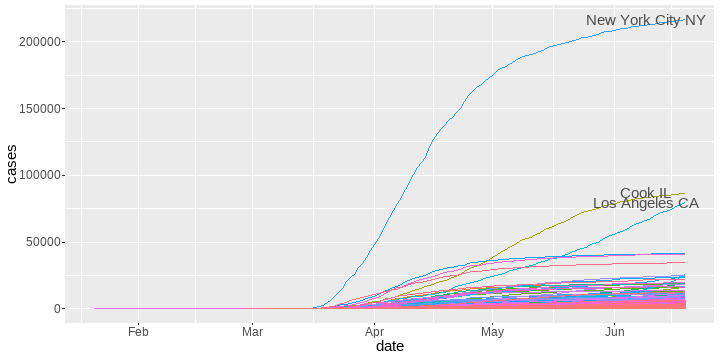 New York City NY
200000
150000
Cook IL
Los Angeles CA
100000
50000
0
cases
Feb Mar Apr May Jun
date